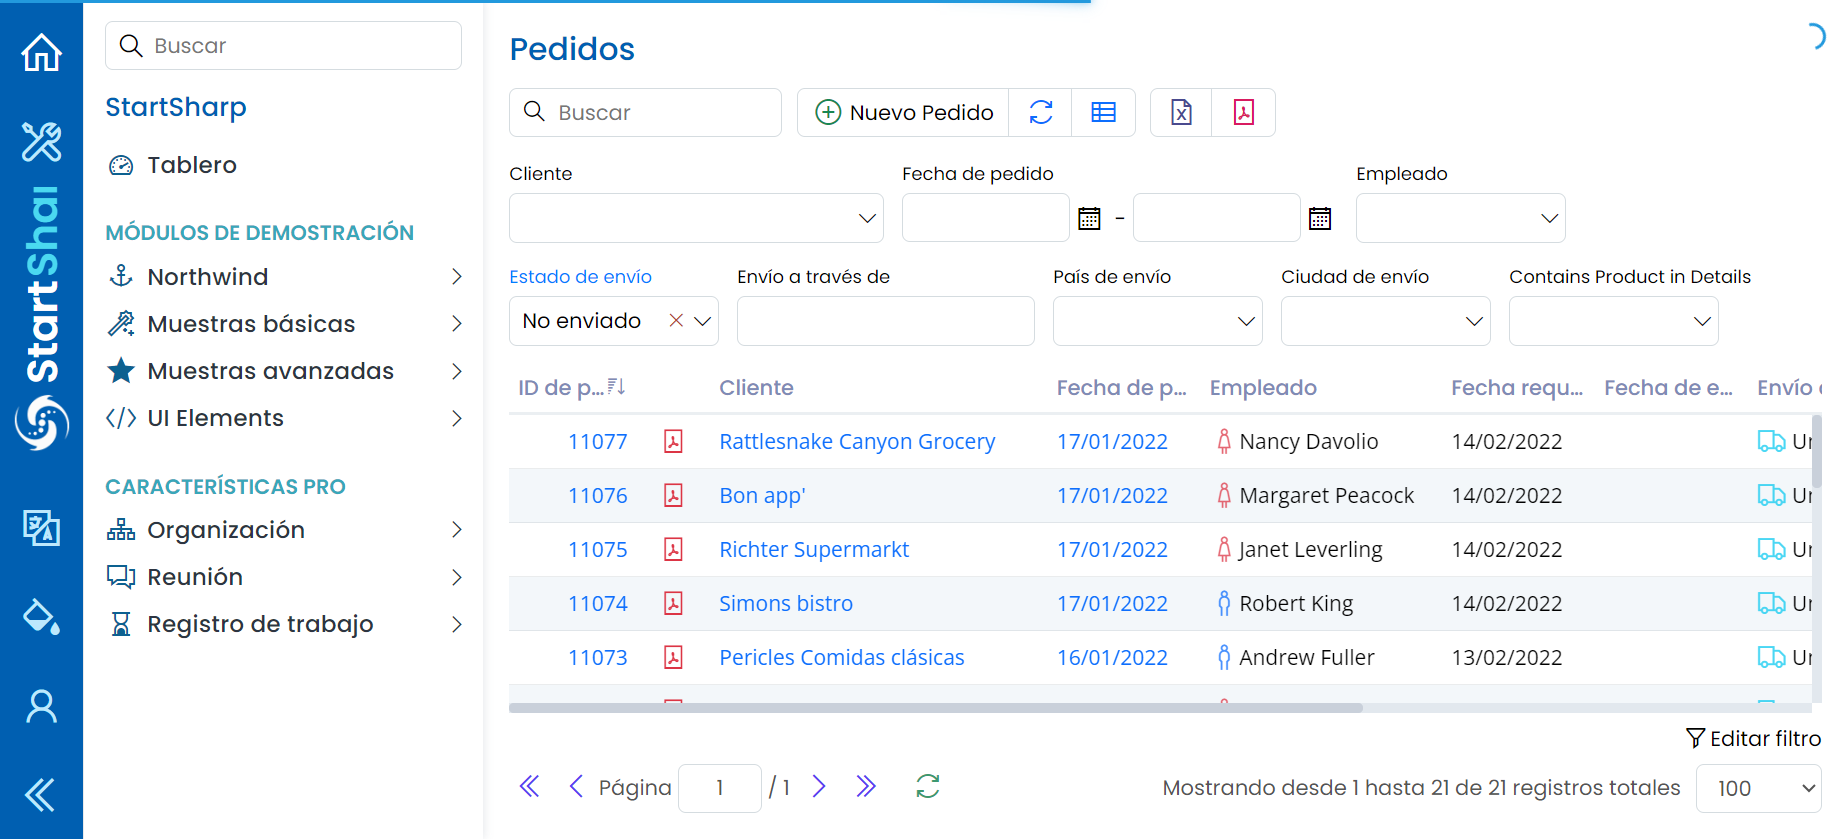 StartShar
Buscar
StartSharp
Tablero
MÓDULOS DE DEMOSTRACIÓN
Northwind
Muestras básicas
Muestras avanzadas
UI Elements
CARACTERÍSTICAS PRO
Organización
Reunión
Registro de trabajo
Pedidos
Buscar
Nuevo Pedido
Cliente
Fecha de pedido
Empleado
-
Estado de envío
Envío a través de
País de envío
Ciudad de envío
Contains Product in Details
No enviado
ID de p... Cliente Fecha de p... Empleado Fecha requ... Fecha de e... Envío
11077 Rattlesnake Canyon Grocery 17/01/2022 Nancy Davolio 14/02/2022
11076 Bon app' 17/01/2022 Margaret Peacock 14/02/2022
11075 Richter Supermarkt 17/01/2022 Janet Leverling 14/02/2022
11074 Simons bistro 17/01/2022 Robert King 14/02/2022
11073 Pericles Comidas clásicas 16/01/2022 Andrew Fuller 13/02/2022
Editar filtro
Página 1 / 1
Mostrando desde 1 hasta 21 de 21 registros totales 100